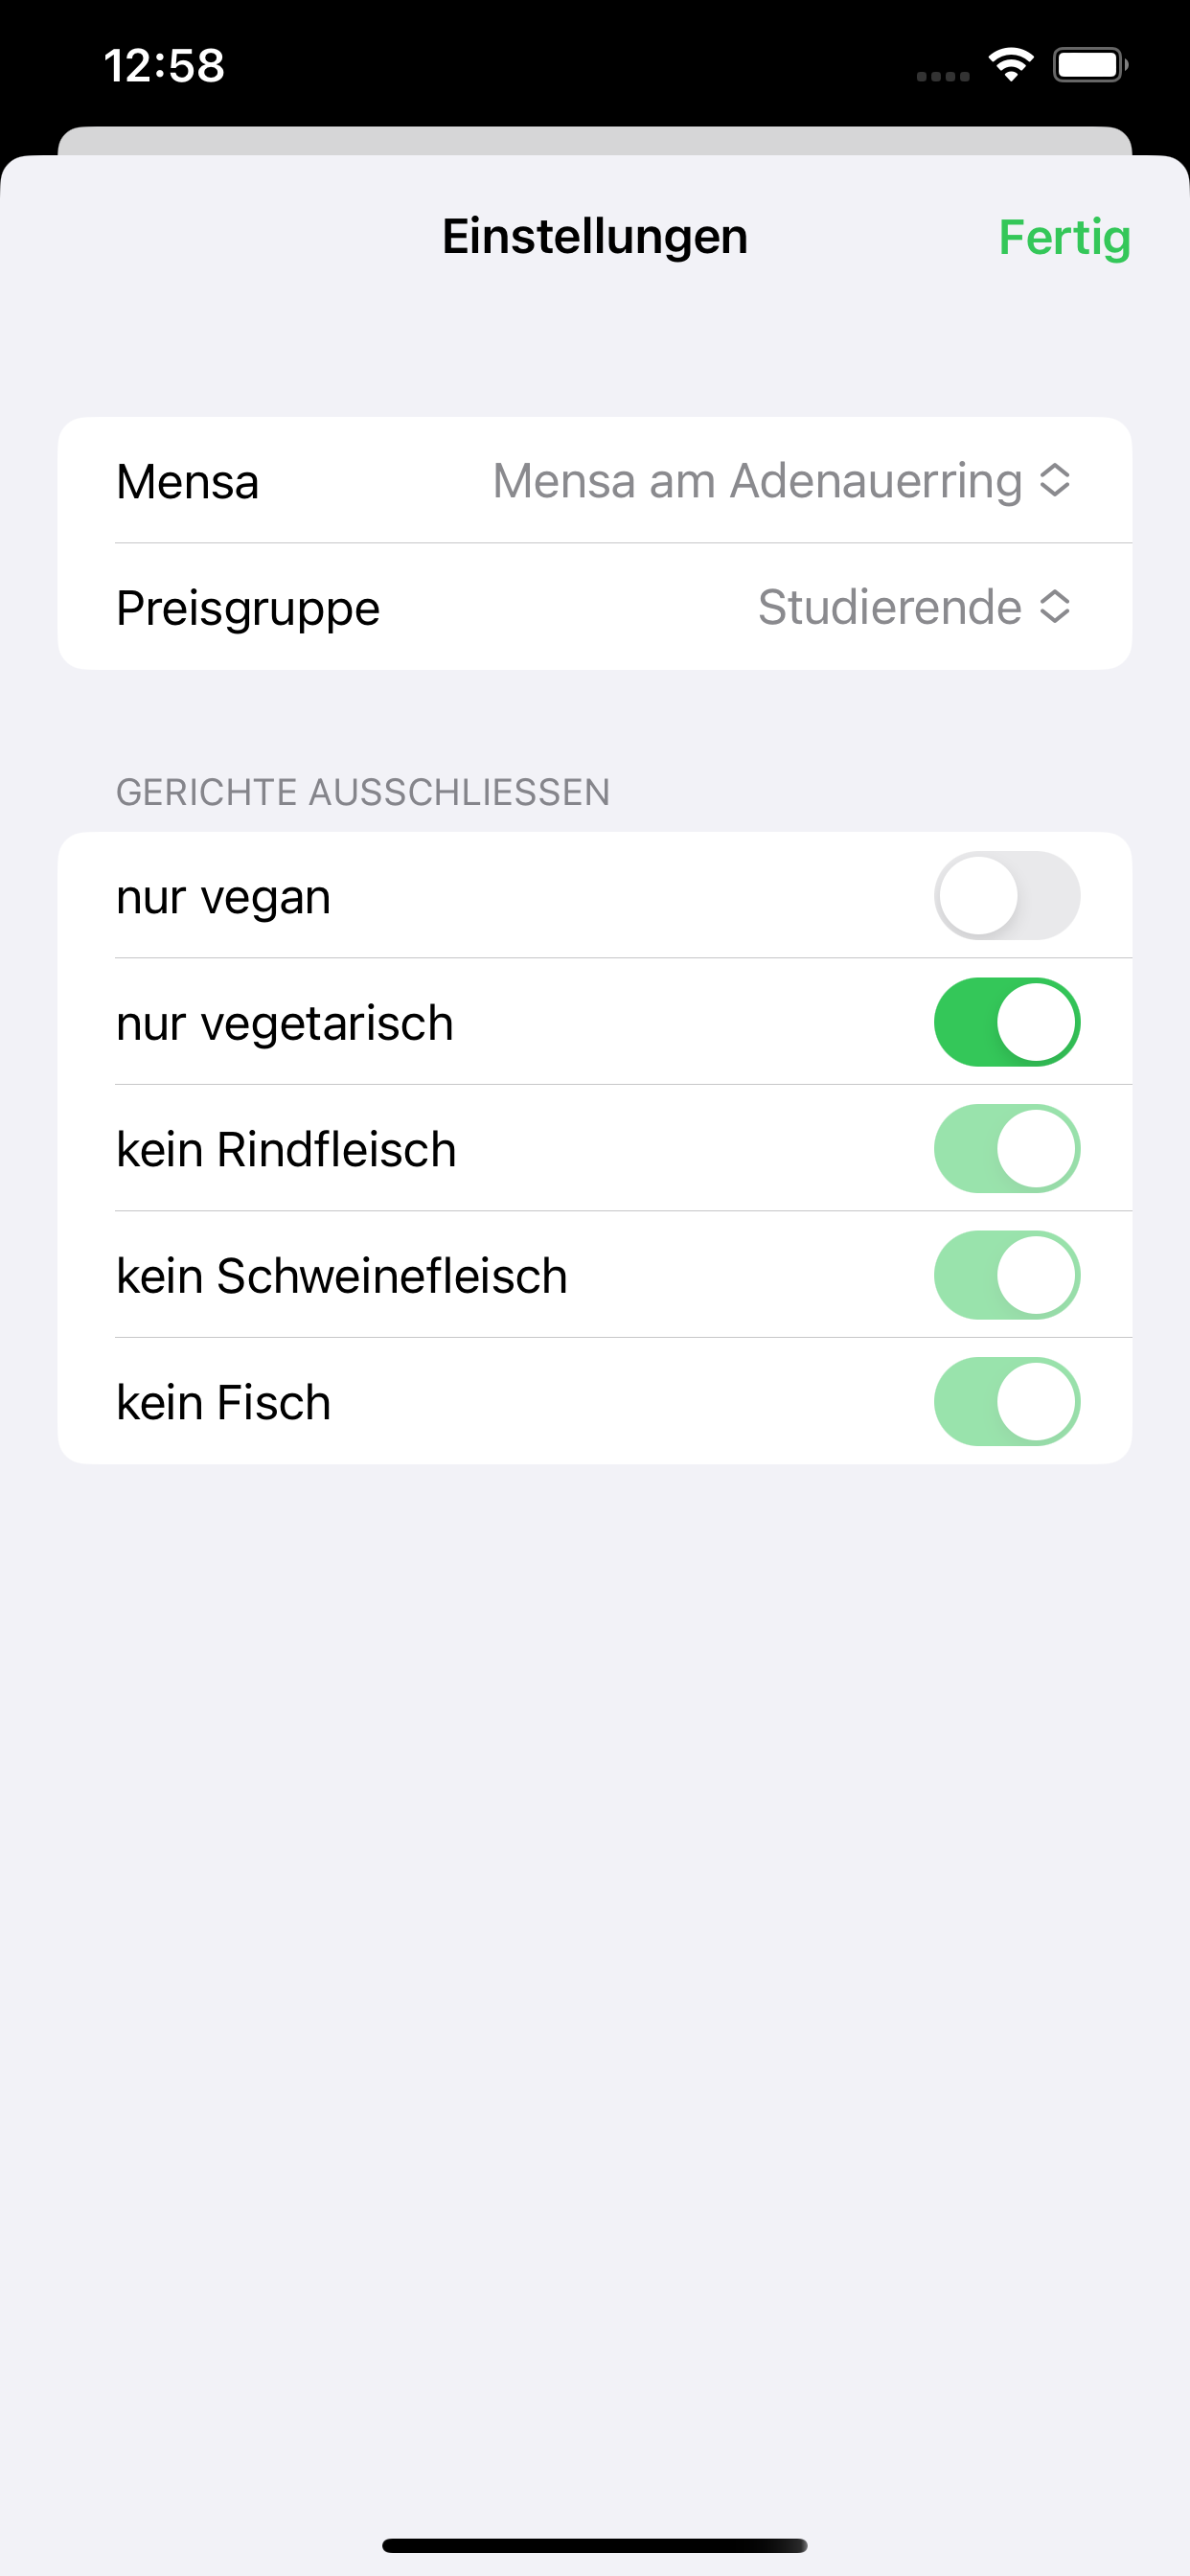 12:58
Einstellungen
Fertig
Mensa
Mensa am Adenauerring
Preisgruppe
Studierende
GERICHTE AUSSCHLIESSEN
nur vegan
nur vegetarisch
kein Rindfleisch
kein Schweinefleisch
kein Fisch